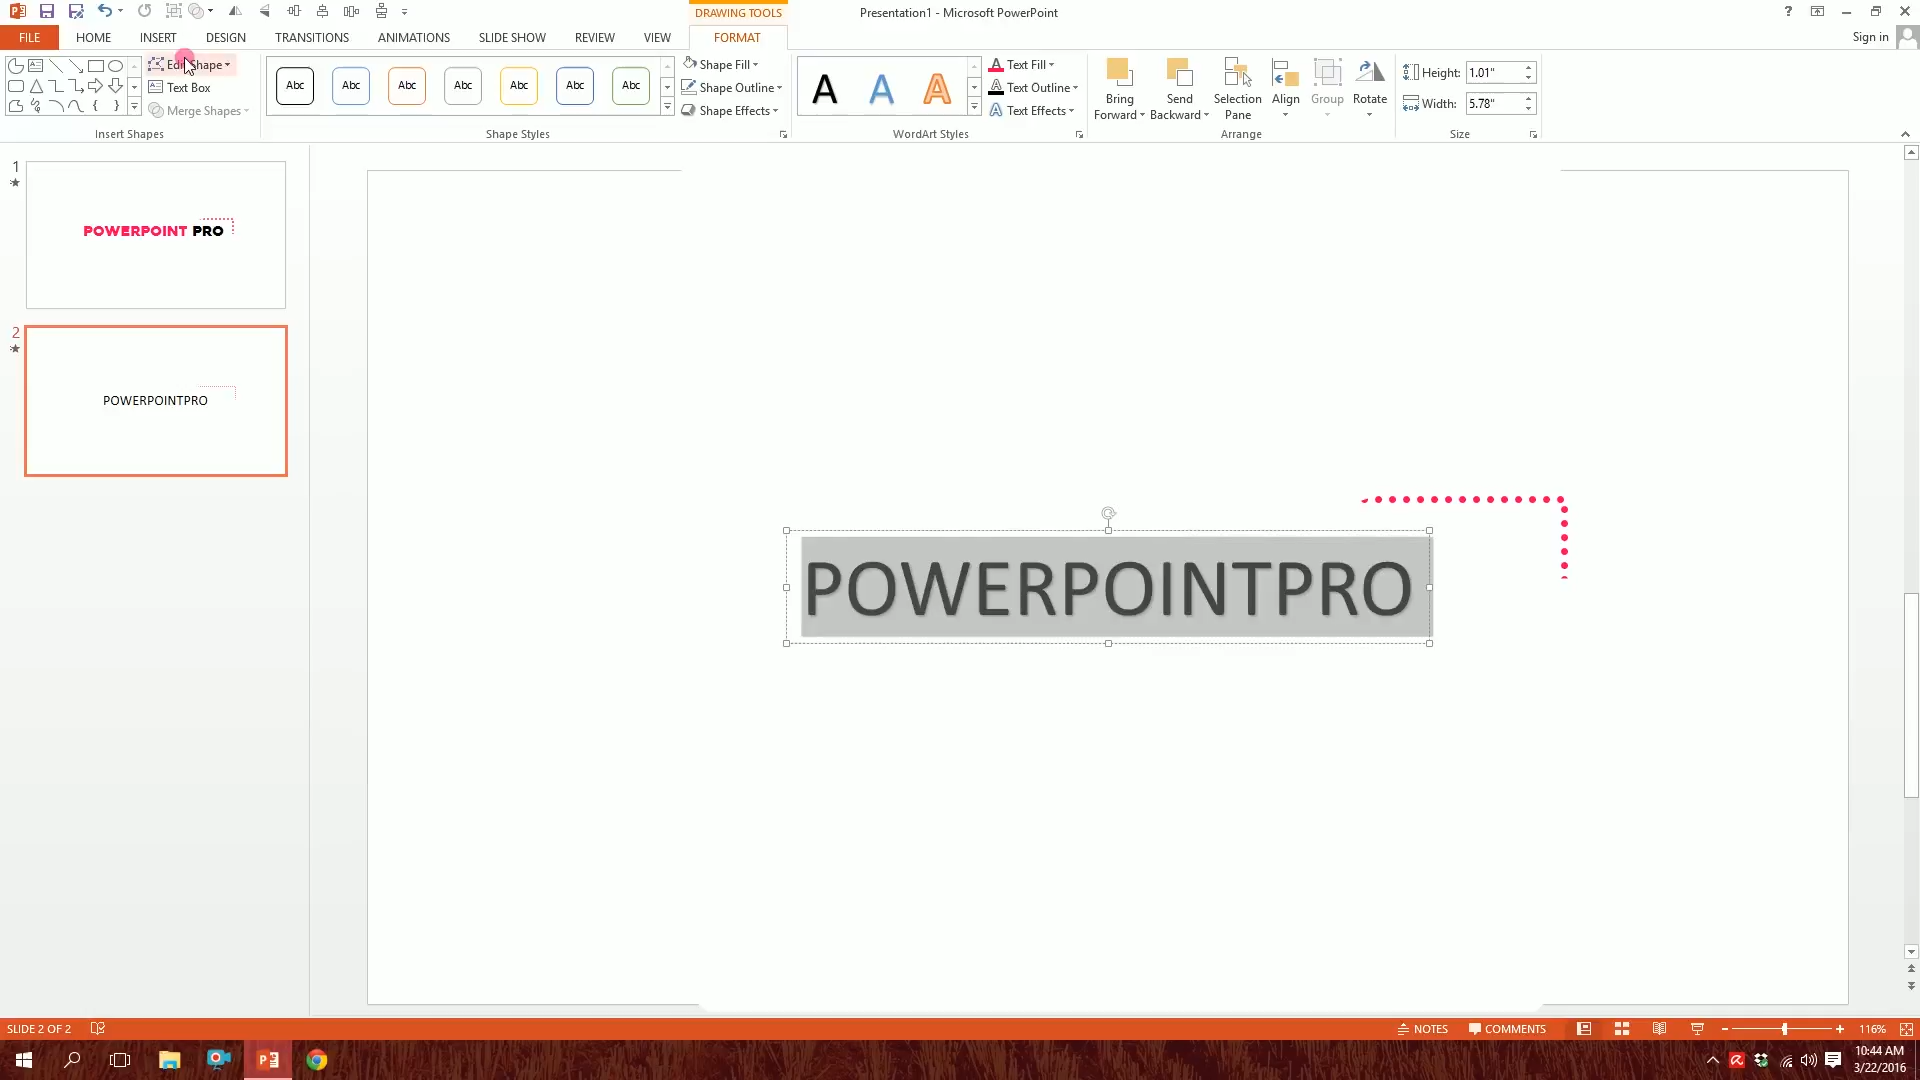 DRAWING TOOLS
Presentation1 - Microsoft PowerPoint
?
FILE
HOME
INSERT
DESIGN
TRANSITIONS
ANIMATIONS
SLIDE SHOW
REVIEW
VIEW
FORMAT
Sign in
Edit Shape
Text Box
Merge Shapes
Insert Shapes
Abc
Abc
Abc
Abc
Abc
Abc
Abc
Shape Fill
Shape Outline
Shape Effects
Shape Styles
A
A
A
Text Fill
Text Outline
Text Effects
WordArt Styles
Bring
Forward
Send
Backward
Selection
Pane
Align
Group
Rotate
Arrange
Height:
1.01"
Width:
5.78"
Size
1
POWERPOINT PRO
2
POWERPOINTPRO
POWERPOINTPRO
SLIDE 2 OF 2
NOTES
COMMENTS
116%
10:44 AM
3/22/2016